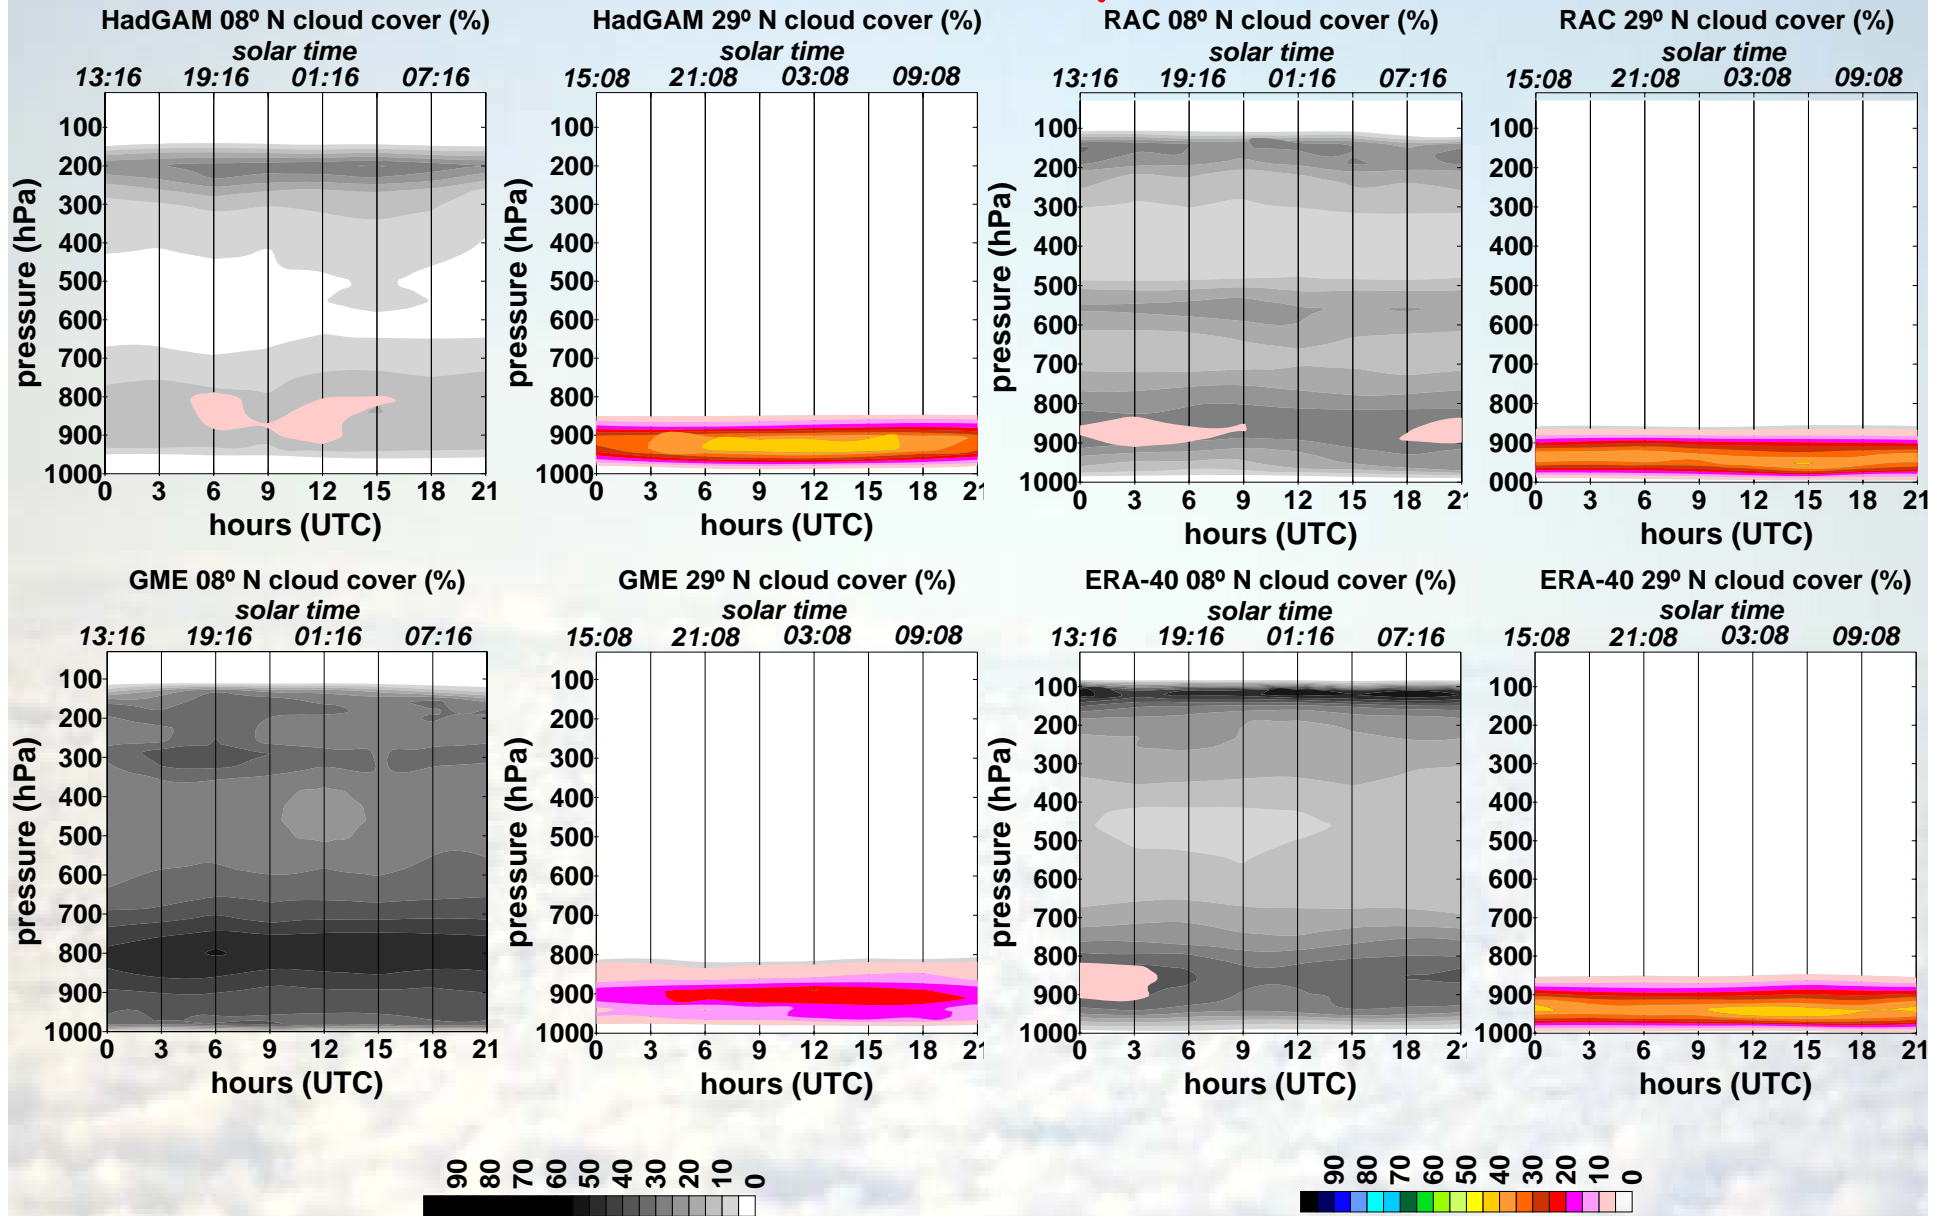 HadGAM 08º N cloud cover (%)
solar time
13:16 19:16 01:16 07:16
pressure (hPa)
100
200
300
400
500
600
700
800
900
1000
0 3 6 9 12 15 18 21
hours (UTC)
HadGAM 29º N cloud cover (%)
solar time
15:08 21:08 03:08 09:08
pressure (hPa)
100
200
300
400
500
600
700
800
900
1000
0 3 6 9 12 15 18 21
hours (UTC)
RAC 08º N cloud cover (%)
solar time
13:16 19:16 01:16 07:16
pressure (hPa)
100
200
300
400
500
600
700
800
900
1000
0 3 6 9 12 15 18 21
hours (UTC)
RAC 29º N cloud cover (%)
solar time
15:08 21:08 03:08 09:08
100
200
300
400
500
600
700
800
900
000
0 3 6 9 12 15 18 21
hours (UTC)
GME 08º N cloud cover (%)
solar time
13:16 19:16 01:16 07:16
pressure (hPa)
100
200
300
400
500
600
700
800
900
1000
0 3 6 9 12 15 18 21
hours (UTC)
GME 29º N cloud cover (%)
solar time
15:08 21:08 03:08 09:08
pressure (hPa)
100
200
300
400
500
600
700
800
900
1000
0 3 6 9 12 15 18 21
hours (UTC)
ERA-40 08º N cloud cover (%)
solar time
13:16 19:16 01:16 07:16
pressure (hPa)
100
200
300
400
500
600
700
800
900
1000
0 3 6 9 12 15 18 21
hours (UTC)
ERA-40 29º N cloud cover (%)
solar time
15:08 21:08 03:08 09:08
100
200
300
400
500
600
700
800
900
1000
0 3 6 9 12 15 18 21
hours (UTC)
90 80 70 60 50 40 30 20 10 0
90 80 70 60 50 40 30 20 10 0